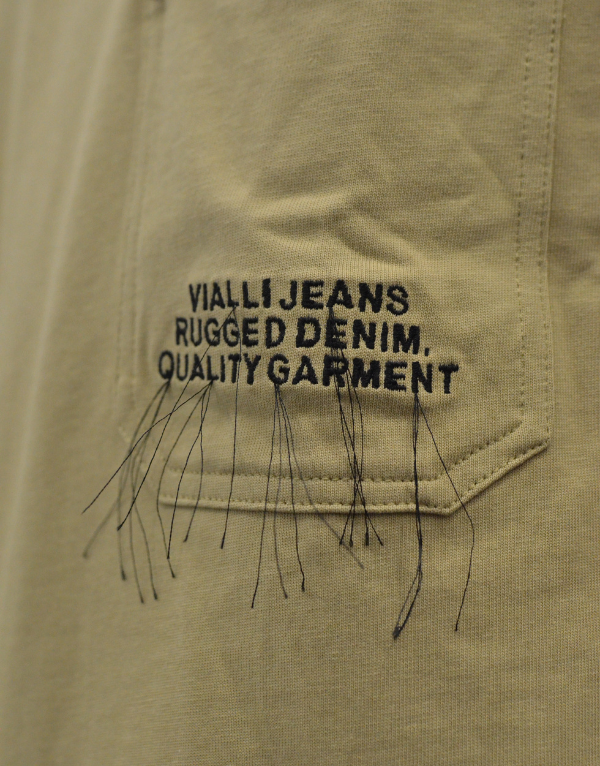 VIALLI JEANS
RUGGED DENIM,
QUALITY GARMENT